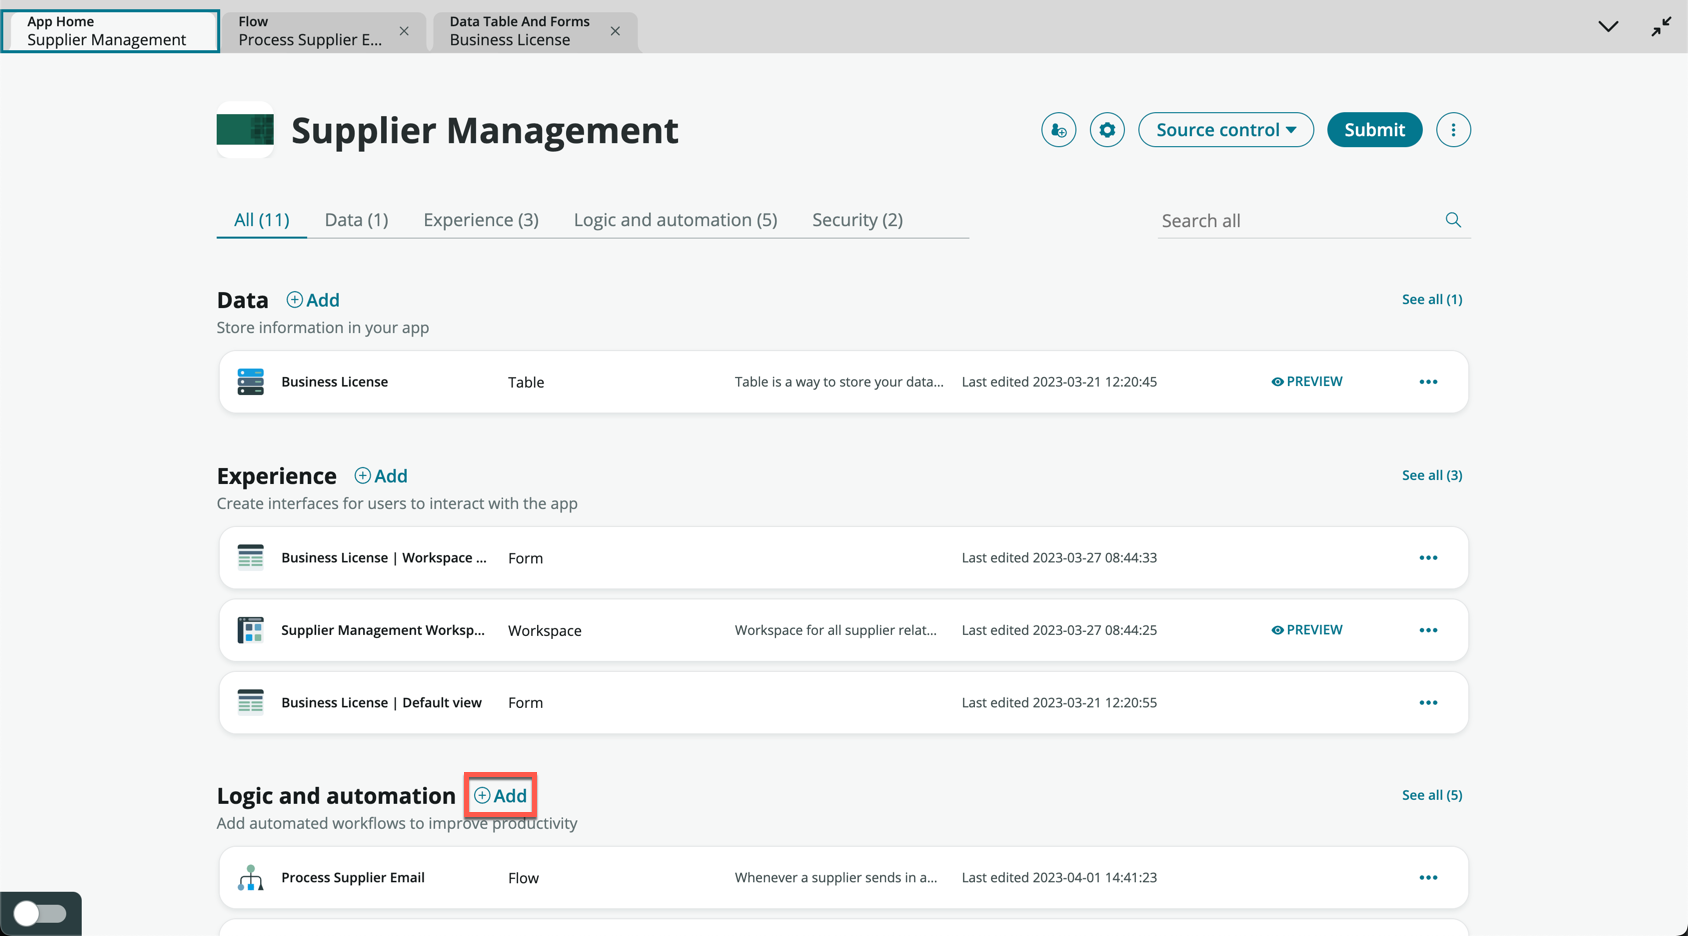 App Home
Supplier Management
Flow
Process Supplier E...
Data Table And Forms
Business License
Supplier Management
Source control
Submit
All (11)
Data (1)
Experience (3)
Logic and automation (5)
Security (2)
Search all
Data
Add
See all (1)
Store information in your app
Business License
Table
Table is a way to store your data...
Last edited 2023-03-21 12:20:45
PREVIEW
Experience
Add
See all (3)
Create interfaces for users to interact with the app
Business License | Workspace ...
Form
Last edited 2023-03-27 08:44:33
Supplier Management Worksp...
Workspace
Workspace for all supplier relat...
Last edited 2023-03-27 08:44:25
PREVIEW
Business License | Default view
Form
Last edited 2023-03-21 12:20:55
Logic and automation
Add
See all (5)
Add automated workflows to improve productivity
Process Supplier Email
Flow
Whenever a supplier sends in a...
Last edited 2023-04-01 14:41:23